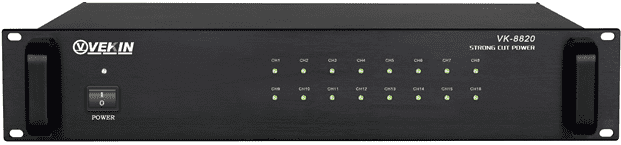 VEKIN
VK-8820
STRONG CUT POWER
CH1 CH2 CH3 CH4 CH5 CH6 CH7 CH8
CH9 CH10 CH11 CH12 CH13 CH14 CH15 CH16
I
O
POWER